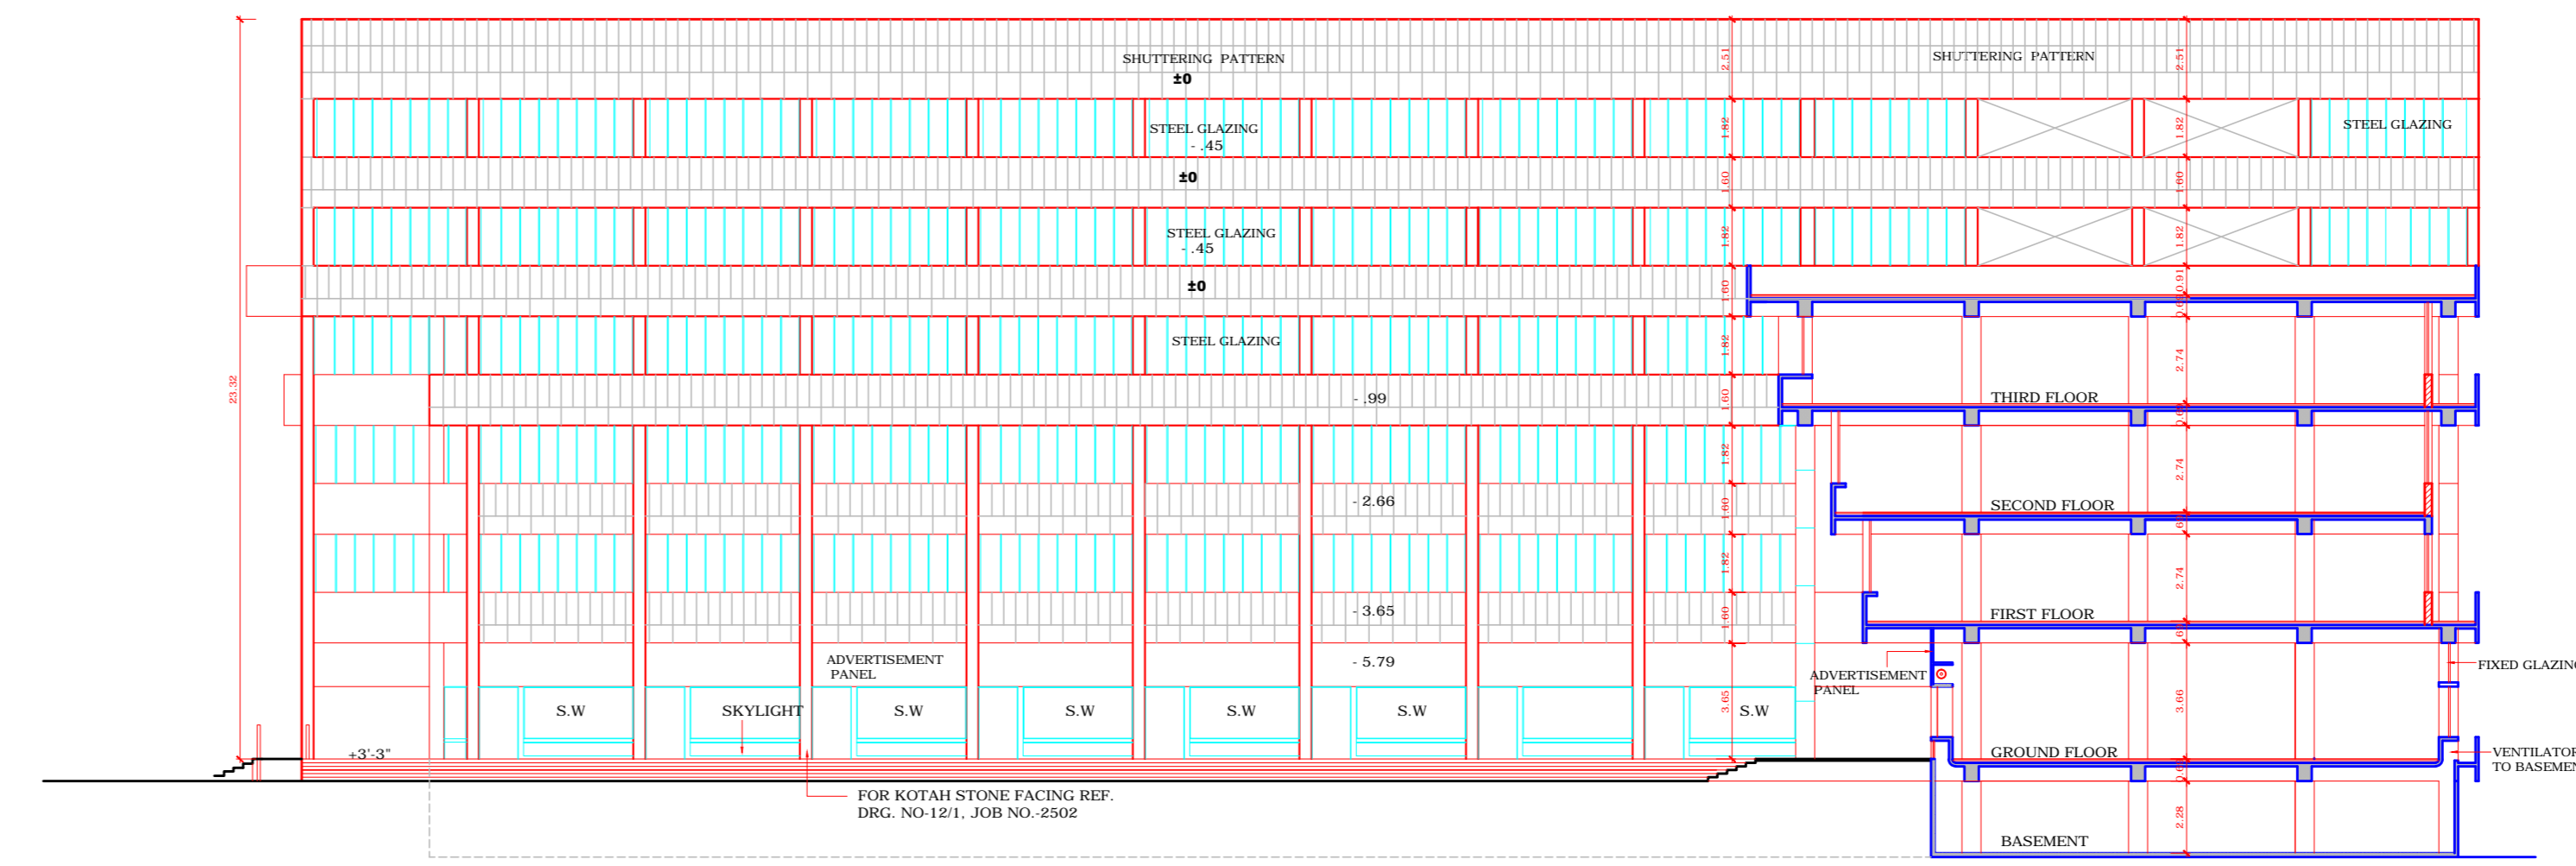 SHUTTERING PATTERN
±0
SHUTTERING PATTERN
2.51
2.51
STEEL GLAZING
- .45
STEEL GLAZING
1.82
1.82
±0
1.60
1.60
STEEL GLAZING
- .45
1.82
1.82
±0
1.60
0.91
STEEL GLAZING
1.82
2.74
23.32
- .99
1.60
THIRD FLOOR
1.82
2.74
- 2.66
1.60
SECOND FLOOR
1.82
2.74
- 3.65
1.60
FIRST FLOOR
ADVERTISEMENT
PANEL
- 5.79
ADVERTISEMENT
PANEL
FIXED GLAZING
S.W
SKYLIGHT
S.W
S.W
S.W
S.W
S.W
3.65
3.66
+3'-3"
GROUND FLOOR
VENTILATOR
TO BASEMEN
FOR KOTAH STONE FACING REF.
DRG. NO-12/1, JOB NO.-2502
2.28
BASEMENT